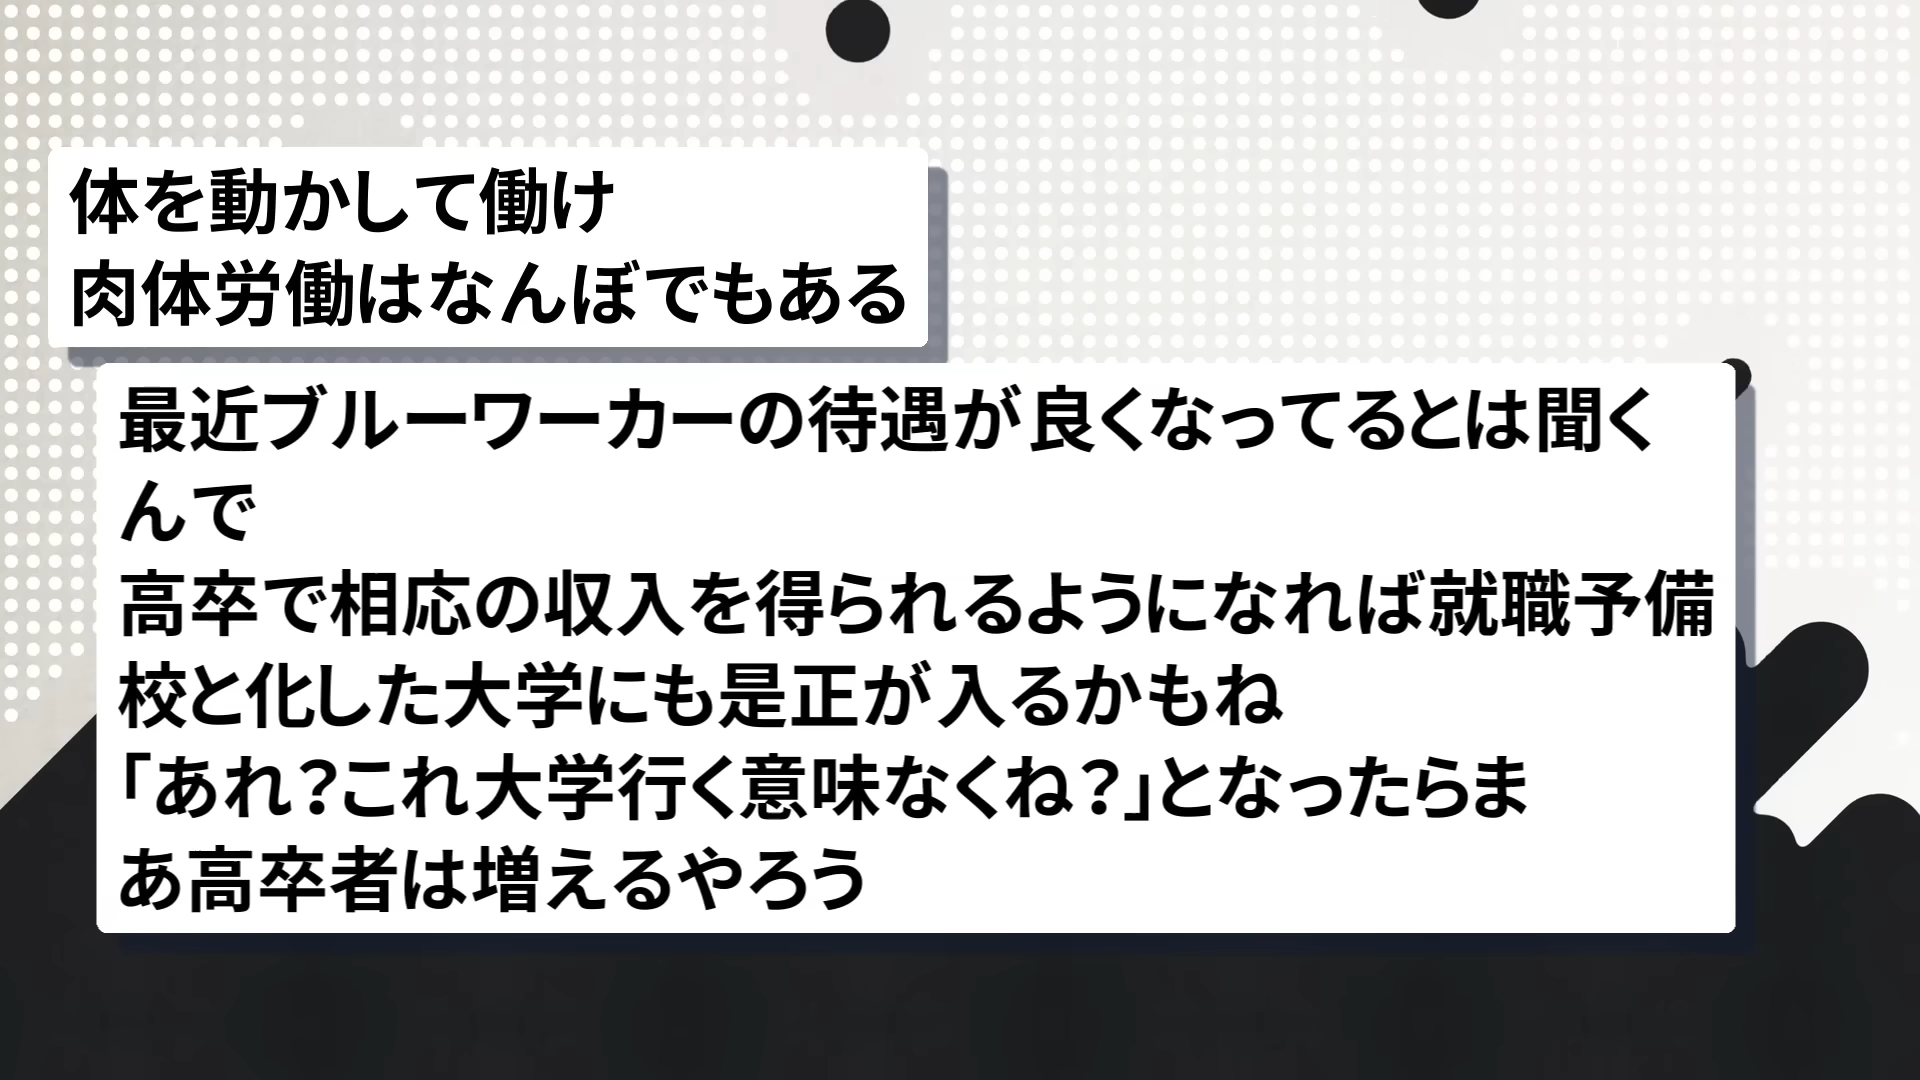 体を動かして働け
肉体労働はなんぼでもある
最近ブルーワーカーの待遇が良くなってるとは聞く
んで
高卒で相応の収入を得られるようになれば就職予備
校と化した大学にも是正が入るかもね
「あれ？これ大学行く意味なくね？」となったらま
あ高卒者は増えるやろう